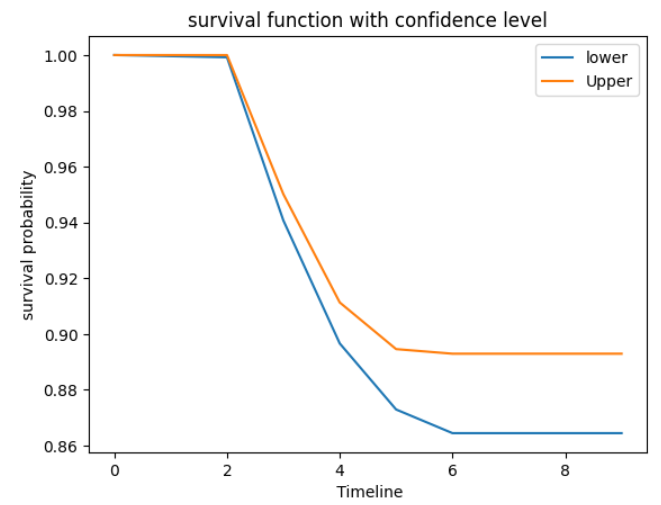 survival function with confidence level
lower
Upper
1.00
0.98
0.96
0.94
0.92
0.90
0.88
0.86
survival probability
0
2
4
6
8
Timeline